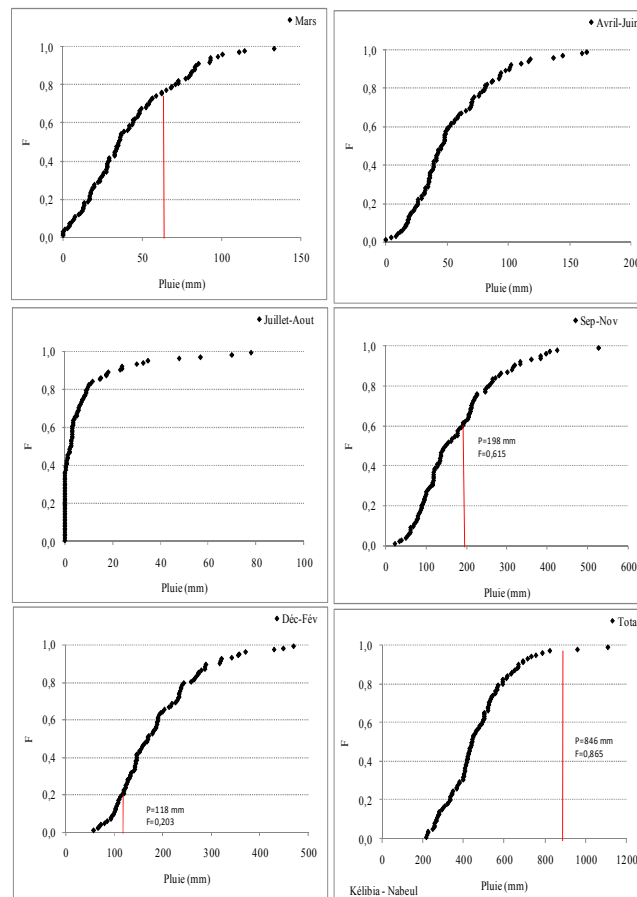 Mars
1,0
0,8
0,6
0,4
0,2
0,0
F
0 50 100 150
Pluie (mm)
Avril-Juin
1,0
0,8
0,6
0,4
0,2
0,0
F
0 50 100 150 200
Pluie (mm)
Juillet-Aout
1,0
0,8
0,6
0,4
0,2
0,0
F
0 20 40 60 80 100
Pluie (mm)
Sep-Nov
1,0
0,8
0,6
0,4
0,2
0,0
F
P=198 mm
F=0,615
0 100 200 300 400 500 600
Pluie (mm)
Déc-Fév
1,0
0,8
0,6
0,4
0,2
0,0
F
P=118 mm
F=0,203
0 100 200 300 400 500
Pluie (mm)
Total
1,0
0,8
0,6
0,4
0,2
0,0
F
P=846 mm
F=0,865
0 200 400 600 800 1000 1200
Pluie (mm)
Kélibia - Nabeul